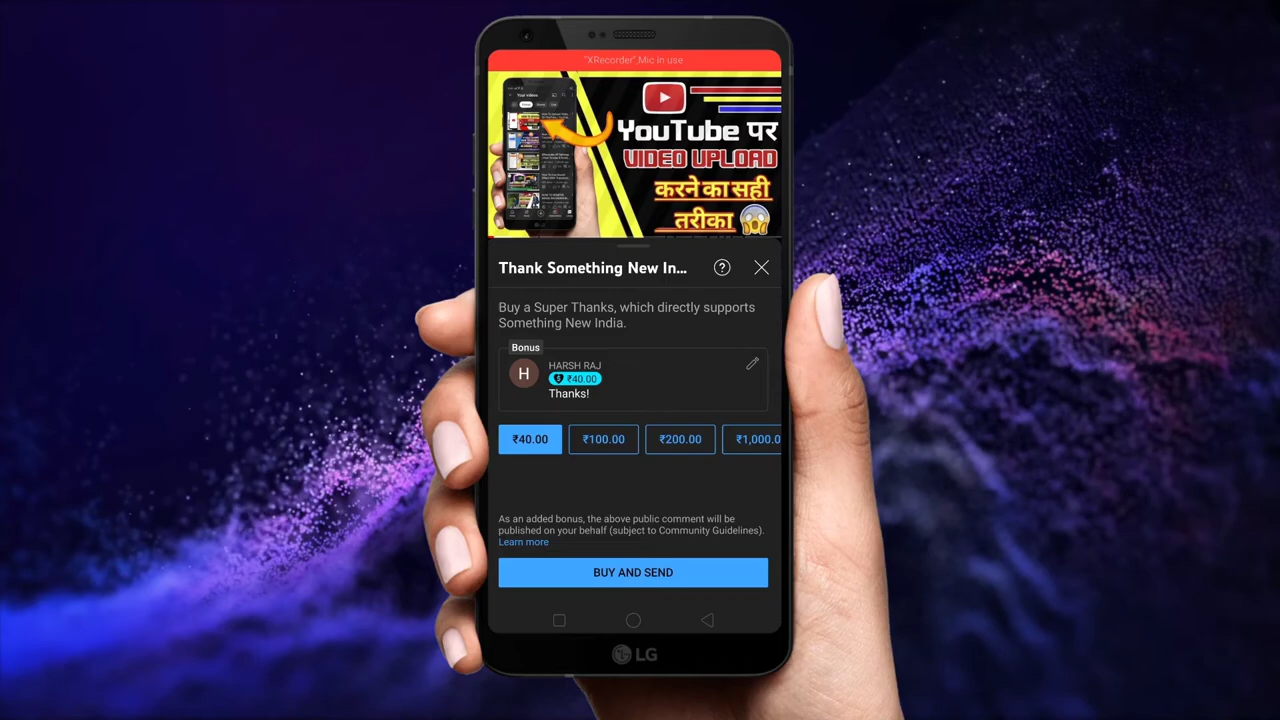 "XRecorder",Mic in use
Your videos
YouTube पर
VIDEO UPLOAD
करने का सही
तरीका
Thank Something New In...
Buy a Super Thanks, which directly supports
Something New India.
Bonus
H
HARSH RAJ
₹40.00
Thanks!
₹40.00
₹100.00
₹200.00
₹1,000.0
As an added bonus, the above public comment will be
published on your behalf (subject to Community Guidelines).
Learn more
BUY AND SEND
LG